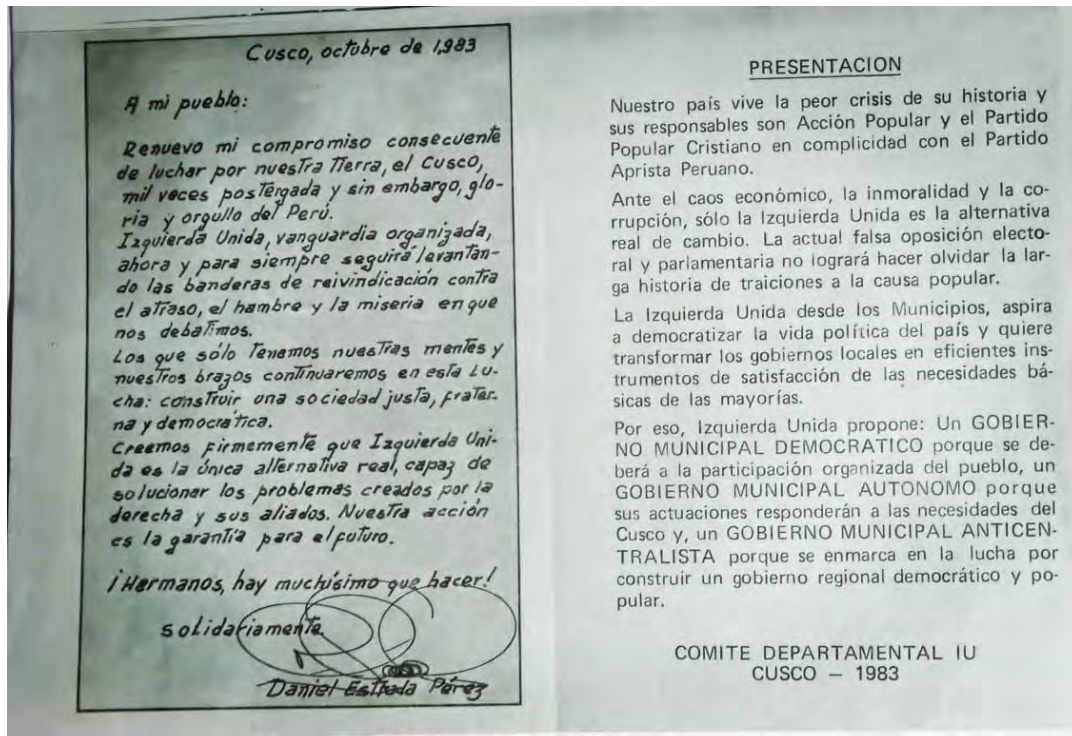 Cusco, octubre de 1,983
A mi pueblo:
Renuevo mi compromiso consecuente
de luchar por nuestra Tierra, el Cusco,
mil veces postergada y sin embargo, glo-
ria y orgullo del Perú.
Izquierda Unida, vanguardia organizada,
ahora y para siempre seguirá levantan-
do las banderas de reivindicación contra
el atraso, el hambre y la miseria en que
nos debatimos.
Los que sólo tenemos nuestras mentes y
nuestros brazos continuaremos en esta Lu-
cha: construir una sociedad justa, frater-
na y democrática.
Creemos firmemente que Izquierda Uni-
da es la única alternativa real, capaz de
solucionar los problemas creados por la
derecha y sus aliados. Nuestra acción
es la garantía para el futuro.
¡Hermanos, hay muchísimo que hacer!
solidariamente.
Daniel Estrada Pérez
PRESENTACION
Nuestro país vive la peor crisis de su historia y
sus responsables son Acción Popular y el Partido
Popular Cristiano en complicidad con el Partido
Aprista Peruano.
Ante el caos económico, la inmoralidad y la co-
rrupción, sólo la Izquierda Unida es la alternativa
real de cambio. La actual falsa oposición electo-
ral y parlamentaria no logrará hacer olvidar la lar-
ga historia de traiciones a la causa popular.
La Izquierda Unida desde los Municipios, aspira
a democratizar la vida política del país y quiere
transformar los gobiernos locales en eficientes ins-
trumentos de satisfacción de las necesidades bá-
sicas de las mayorías.
Por eso, Izquierda Unida propone: Un GOBIER-
NO MUNICIPAL DEMOCRATICO porque se de-
berá a la participación organizada del pueblo, un
GOBIERNO MUNICIPAL AUTONOMO porque
sus actuaciones responderán a las necesidades del
Cusco y, un GOBIERNO MUNICIPAL ANTICEN-
TRALISTA porque se enmarca en la lucha por
construir un gobierno regional democrático y po-
pular.
COMITE DEPARTAMENTAL IU
CUSCO – 1983